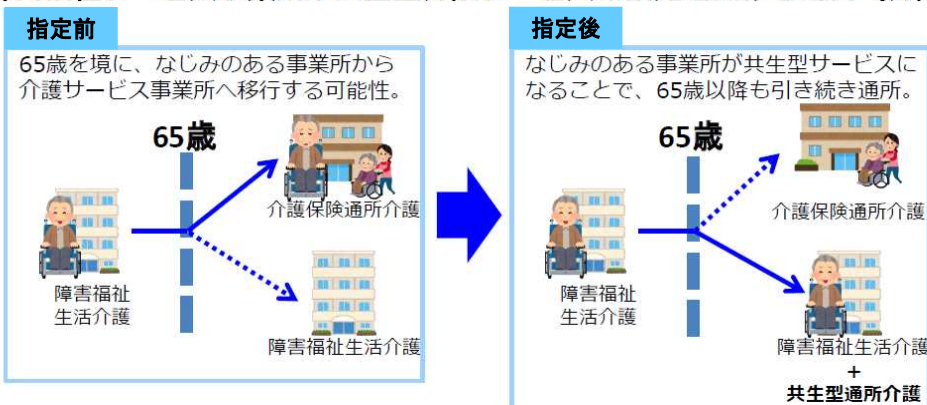 指定前
65歳を境に、なじみのある事業所から
介護サービス事業所へ移行する可能性。
65歳
介護保険通所介護
障害福祉
生活介護
障害福祉生活介護
指定後
なじみのある事業所が共生型サービスに
なることで、65歳以降も引き続き通所。
65歳
介護保険通所介護
障害福祉
生活介護
障害福祉生活介護
+
共生型通所介護